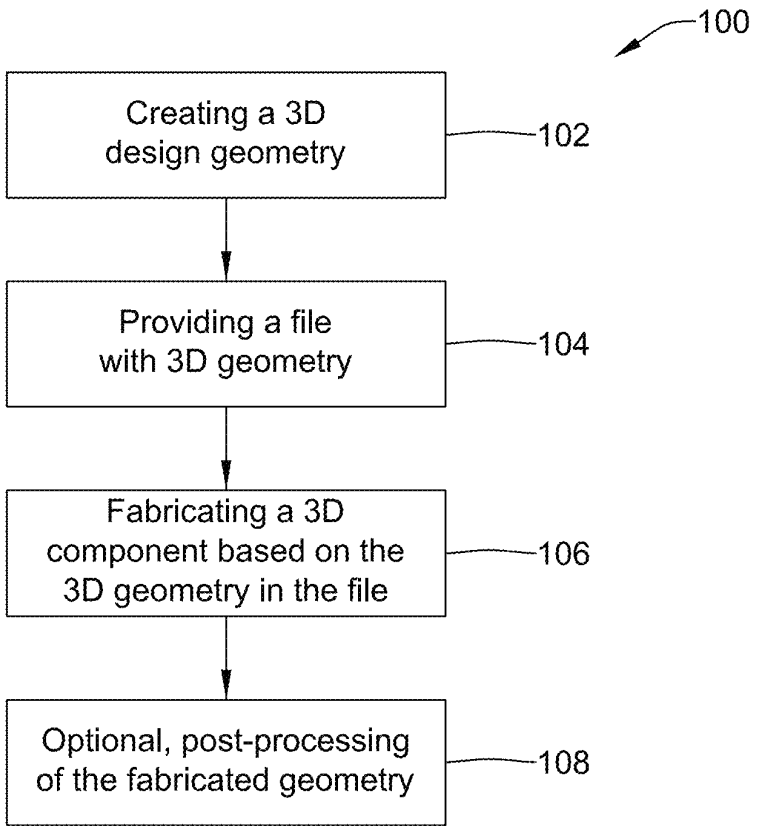 100
Creating a 3D
design geometry
102
Providing a file
with 3D geometry
104
Fabricating a 3D
component based on the
3D geometry in the file
106
Optional, post-processing
of the fabricated geometry
108